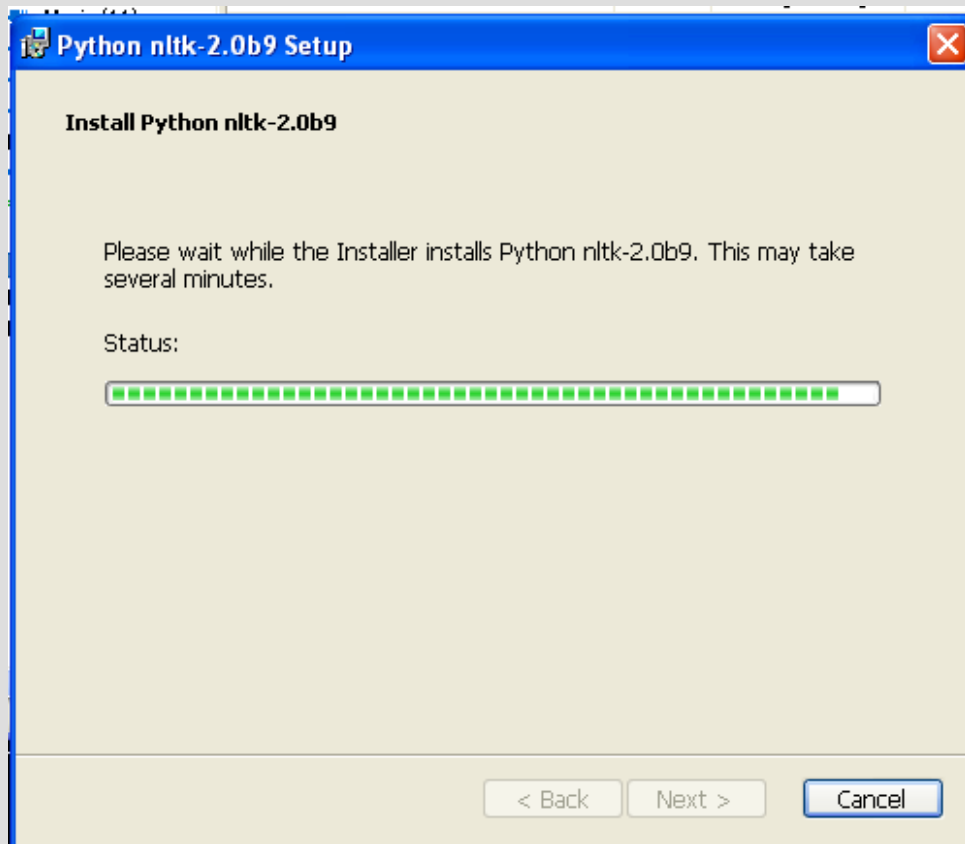 Python nltk-2.0b9 Setup
Install Python nltk-2.0b9
Please wait while the Installer installs Python nltk-2.0b9. This may take
several minutes.
Status:
< Back
Next >
Cancel